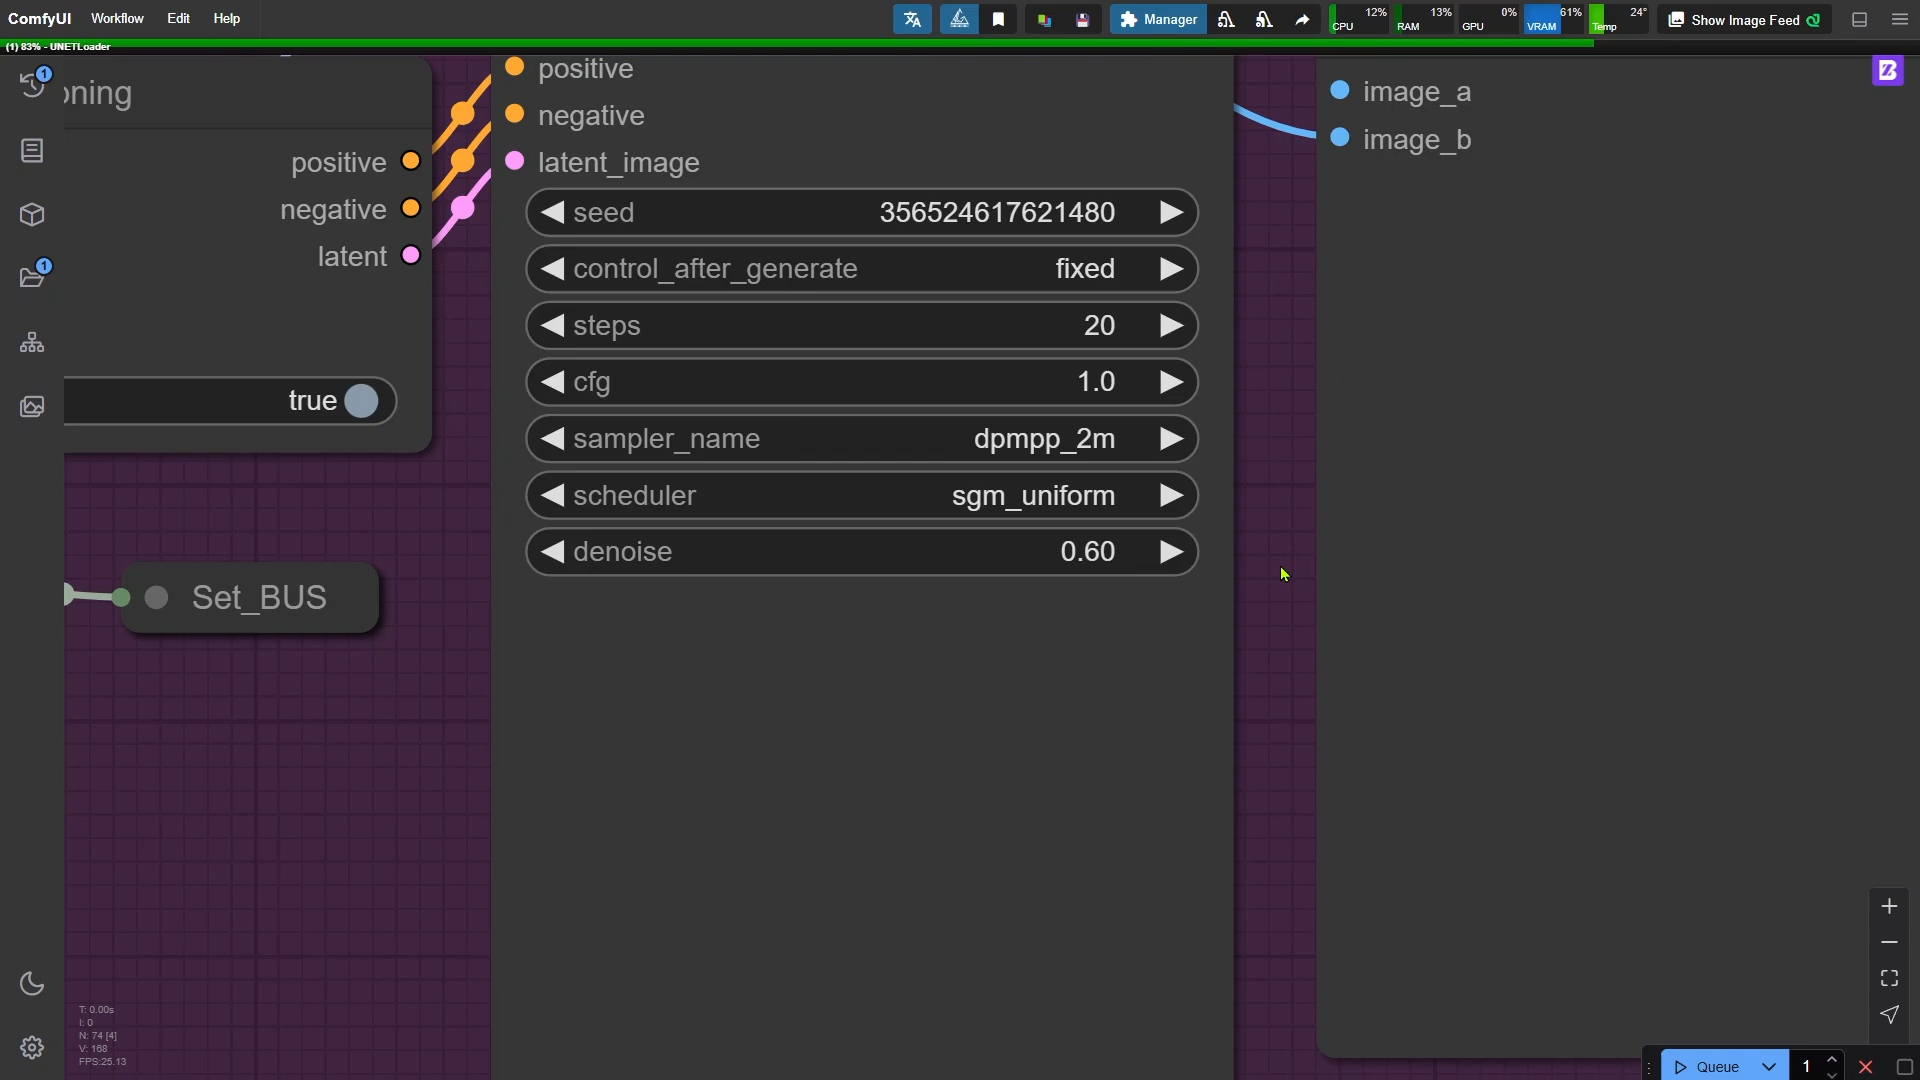 ComfyUI Workflow Edit Help Manager CPU 12% RAM 13% GPU 0% VRAM 61% Temp 24° Show Image Feed
(1) 83% - UNETLoader
1
oning
positive
negative
latent
true
1
Set_BUS
positive
negative
latent_image
seed 356524617621480
control_after_generate fixed
steps 20
cfg 1.0
sampler_name dpmpp_2m
scheduler sgm_uniform
denoise 0.60
image_a
image_b
T: 0.00s
I: 0
N: 74 [4]
V: 168
FPS:25.13
Queue 1